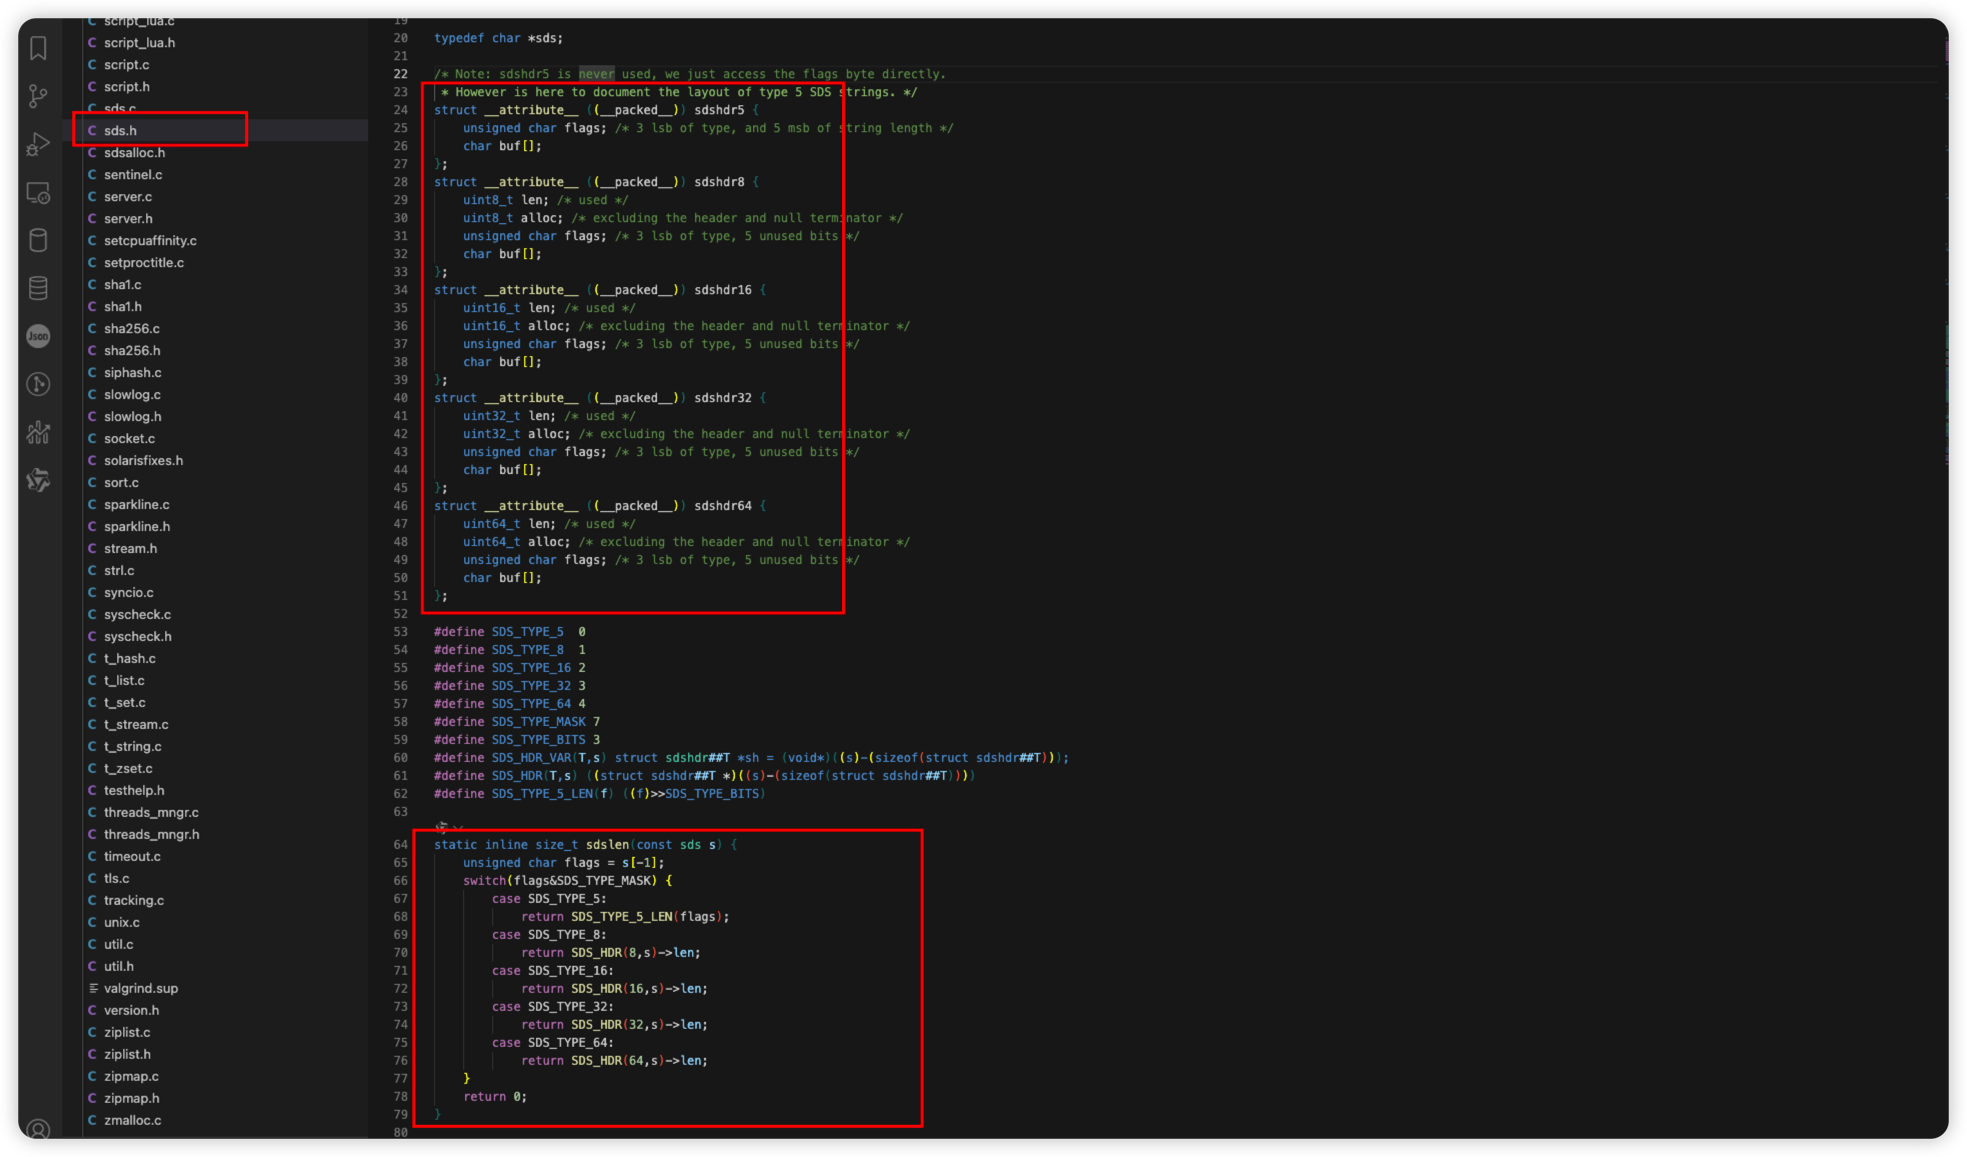 script_lua.c
script_lua.h
script.c
script.h
sds.c
sds.h
sdsalloc.h
sentinel.c
server.c
server.h
setcpuaffinity.c
setproctitle.c
sha1.c
sha1.h
sha256.c
sha256.h
siphash.c
slowlog.c
slowlog.h
socket.c
solarisfixes.h
sort.c
sparkline.c
sparkline.h
stream.h
strl.c
syncio.c
syscheck.c
syscheck.h
t_hash.c
t_list.c
t_set.c
t_stream.c
t_string.c
t_zset.c
testhelp.h
threads_mngr.c
threads_mngr.h
timeout.c
tls.c
tracking.c
unix.c
util.c
util.h
valgrind.sup
version.h
ziplist.c
ziplist.h
zipmap.c
zipmap.h
zmalloc.c
Json
19
20 typedef char *sds;
21
22 /* Note: sdshdr5 is never used, we just access the flags byte directly.
23 * However is here to document the layout of type 5 SDS strings. */
24 struct __attribute__ ((__packed__)) sdshdr5 {
25 unsigned char flags; /* 3 lsb of type, and 5 msb of string length */
26 char buf[];
27 };
28 struct __attribute__ ((__packed__)) sdshdr8 {
29 uint8_t len; /* used */
30 uint8_t alloc; /* excluding the header and null terminator */
31 unsigned char flags; /* 3 lsb of type, 5 unused bits */
32 char buf[];
33 };
34 struct __attribute__ ((__packed__)) sdshdr16 {
35 uint16_t len; /* used */
36 uint16_t alloc; /* excluding the header and null terminator */
37 unsigned char flags; /* 3 lsb of type, 5 unused bits */
38 char buf[];
39 };
40 struct __attribute__ ((__packed__)) sdshdr32 {
41 uint32_t len; /* used */
42 uint32_t alloc; /* excluding the header and null terminator */
43 unsigned char flags; /* 3 lsb of type, 5 unused bits */
44 char buf[];
45 };
46 struct __attribute__ ((__packed__)) sdshdr64 {
47 uint64_t len; /* used */
48 uint64_t alloc; /* excluding the header and null terminator */
49 unsigned char flags; /* 3 lsb of type, 5 unused bits */
50 char buf[];
51 };
52
53 #define SDS_TYPE_5 0
54 #define SDS_TYPE_8 1
55 #define SDS_TYPE_16 2
56 #define SDS_TYPE_32 3
57 #define SDS_TYPE_64 4
58 #define SDS_TYPE_MASK 7
59 #define SDS_TYPE_BITS 3
60 #define SDS_HDR_VAR(T,s) struct sdshdr##T *sh = (void*)((s)-(sizeof(struct sdshdr##T)));
61 #define SDS_HDR(T,s) ((struct sdshdr##T *)((s)-(sizeof(struct sdshdr##T))))
62 #define SDS_TYPE_5_LEN(f) ((f)>>SDS_TYPE_BITS)
63
64 static inline size_t sdslen(const sds s) {
65 unsigned char flags = s[-1];
66 switch(flags&SDS_TYPE_MASK) {
67 case SDS_TYPE_5:
68 return SDS_TYPE_5_LEN(flags);
69 case SDS_TYPE_8:
70 return SDS_HDR(8,s)->len;
71 case SDS_TYPE_16:
72 return SDS_HDR(16,s)->len;
73 case SDS_TYPE_32:
74 return SDS_HDR(32,s)->len;
75 case SDS_TYPE_64:
76 return SDS_HDR(64,s)->len;
77 }
78 return 0;
79 }
80